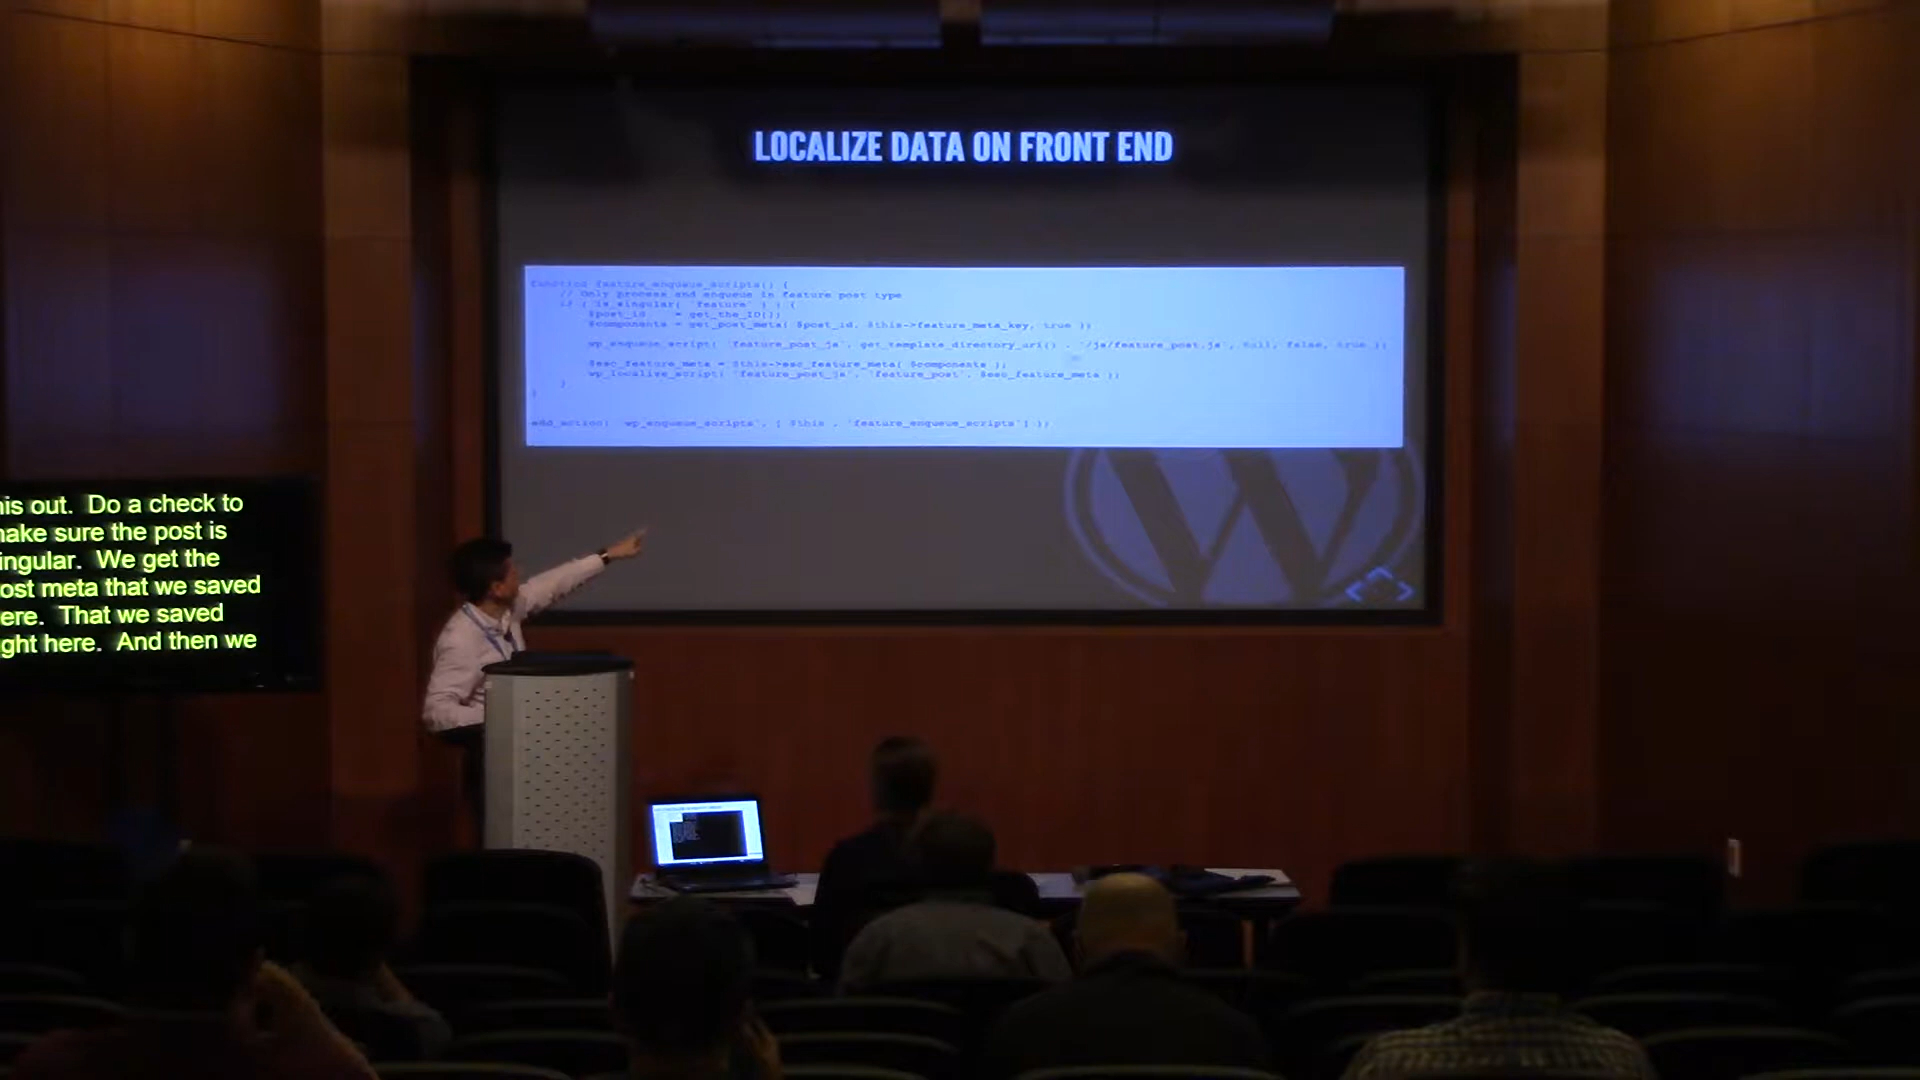 LOCALIZE DATA ON FRONT END
function feature_enqueue_scripts() {
// Only process and enqueue in feature post type
if ( is_singular( 'feature' ) ) {
$post_id = get_the_ID();
$components = get_post_meta( $post_id, $this->feature_meta_key, true );
wp_enqueue_script( 'feature_post_js', get_template_directory_uri() . '/js/feature_post.js', null, false, true );
$esc_feature_meta = $this->esc_feature_meta( $components );
wp_localize_script( 'feature_post_js', 'feature_post', $esc_feature_meta );
}
}
add_action( 'wp_enqueue_scripts', [ $this , 'feature_enqueue_scripts'] );
his out. Do a check to
make sure the post is
ingular. We get the
ost meta that we saved
ere. That we saved
ght here. And then we